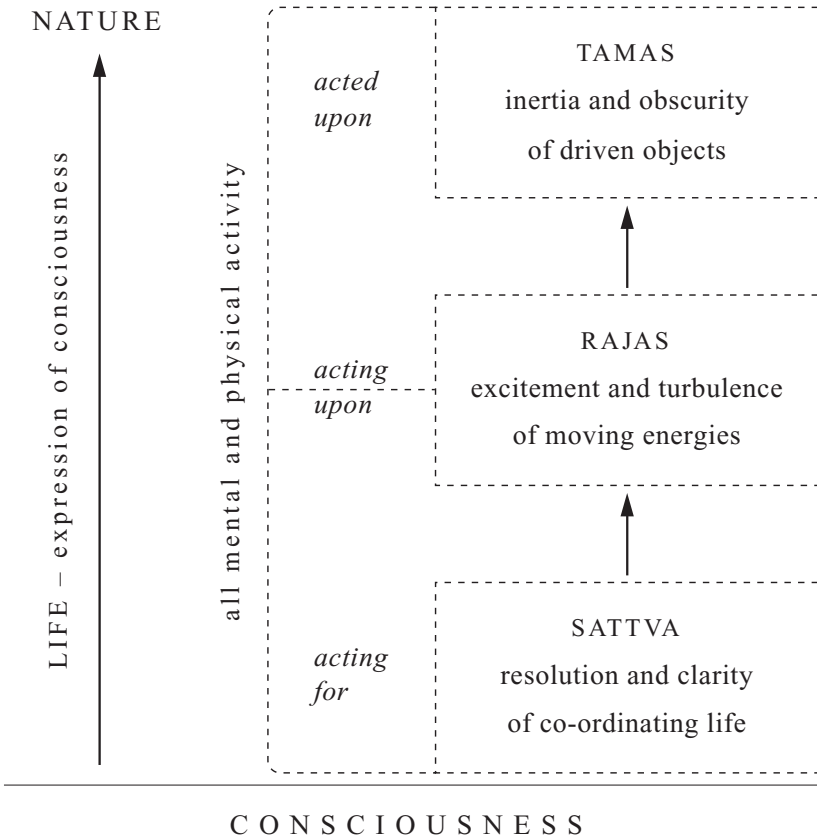 NATURE
LIFE – expression of consciousness
all mental and physical activity
acted
upon
TAMAS
inertia and obscurity
of driven objects
acting
upon
RAJAS
excitement and turbulence
of moving energies
acting
for
SATTVA
resolution and clarity
of co-ordinating life
CONSCIOUSNESS